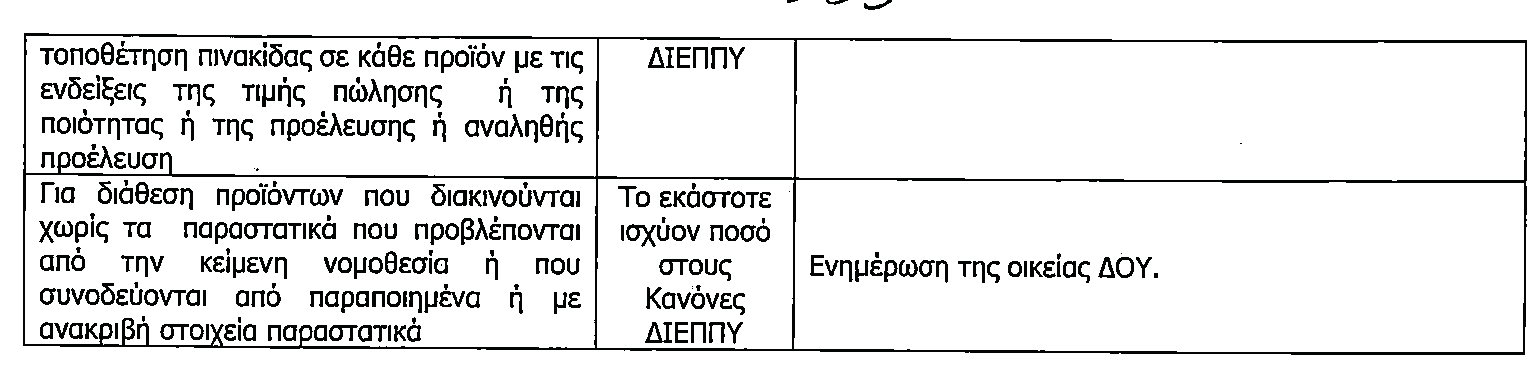 τοποθέτηση πινακίδας σε κάθε προϊόν με τις
ενδείξεις της τιμής πώλησης ή της
ποιότητας ή της προέλευσης ή αναληθής
προέλευση
ΔΙΕΠΠΥ
Για διάθεση προϊόντων που διακινούνται
χωρίς τα παραστατικά που προβλέπονται
από την κείμενη νομοθεσία ή που
συνοδεύονται από παραποιημένα ή με
ανακριβή στοιχεία παραστατικά
Το εκάστοτε
ισχύον ποσό
στους
Κανόνες
ΔΙΕΠΠΥ
Ενημέρωση της οικείας ΔΟΥ.